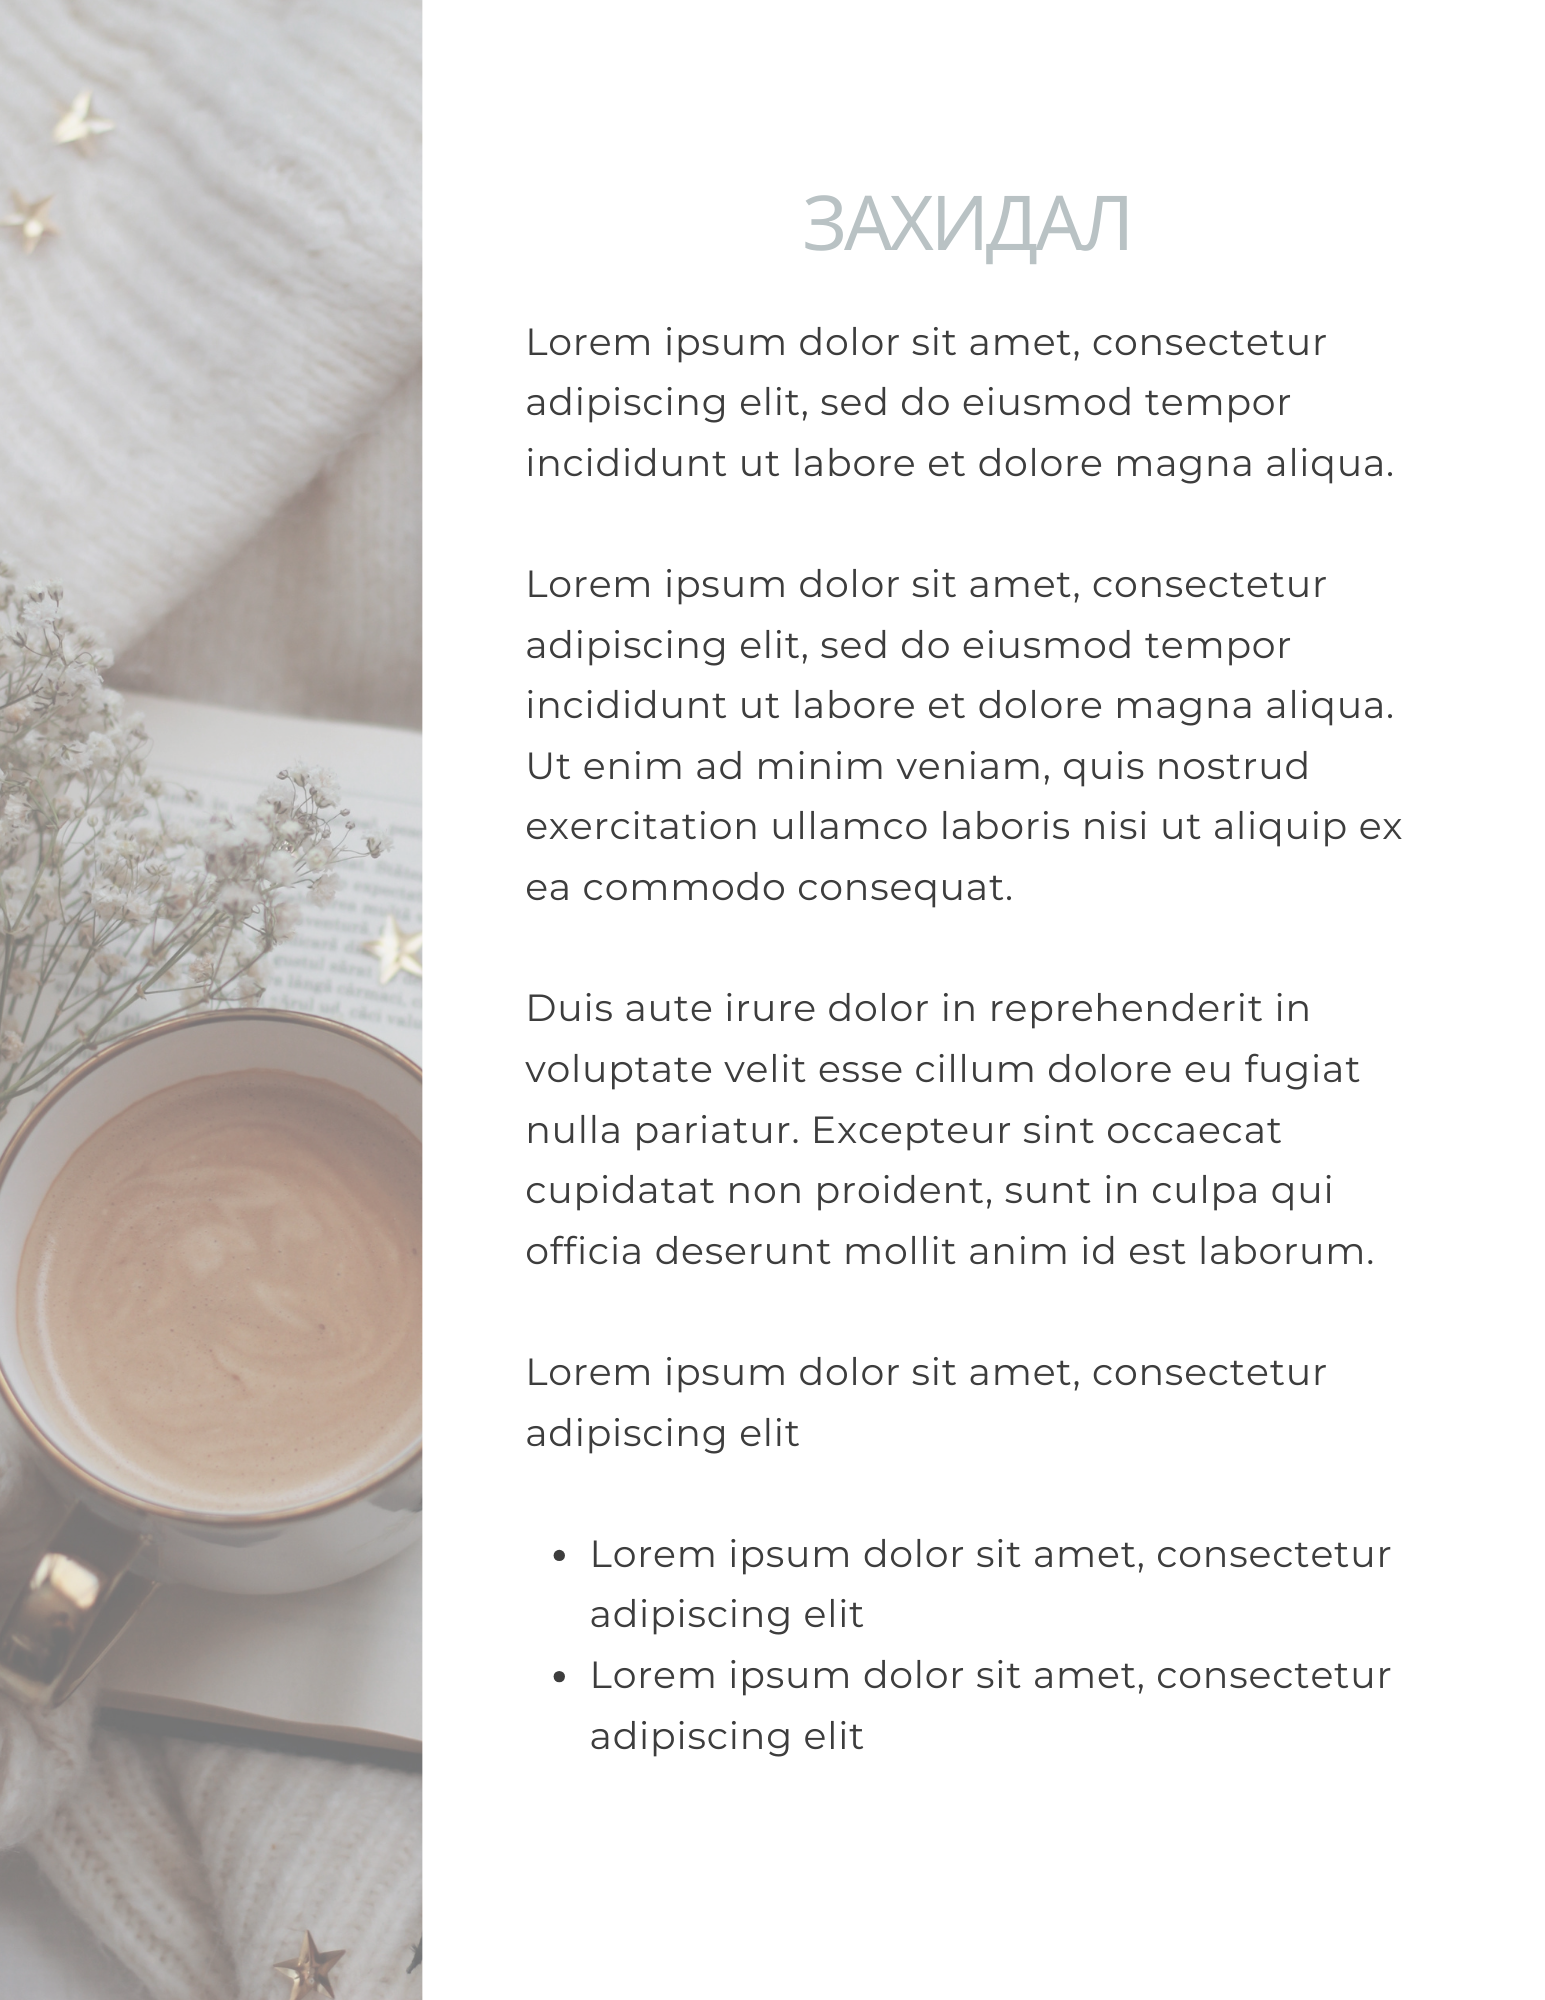 ЗАХИДАЛ
Lorem ipsum dolor sit amet, consectetur
adipiscing elit, sed do eiusmod tempor
incididunt ut labore et dolore magna aliqua.
Lorem ipsum dolor sit amet, consectetur
adipiscing elit, sed do eiusmod tempor
incididunt ut labore et dolore magna aliqua.
Ut enim ad minim veniam, quis nostrud
exercitation ullamco laboris nisi ut aliquip ex
ea commodo consequat.
Duis aute irure dolor in reprehenderit in
voluptate velit esse cillum dolore eu fugiat
nulla pariatur. Excepteur sint occaecat
cupidatat non proident, sunt in culpa qui
officia deserunt mollit anim id est laborum.
Lorem ipsum dolor sit amet, consectetur
adipiscing elit
• Lorem ipsum dolor sit amet, consectetur
adipiscing elit
• Lorem ipsum dolor sit amet, consectetur
adipiscing elit